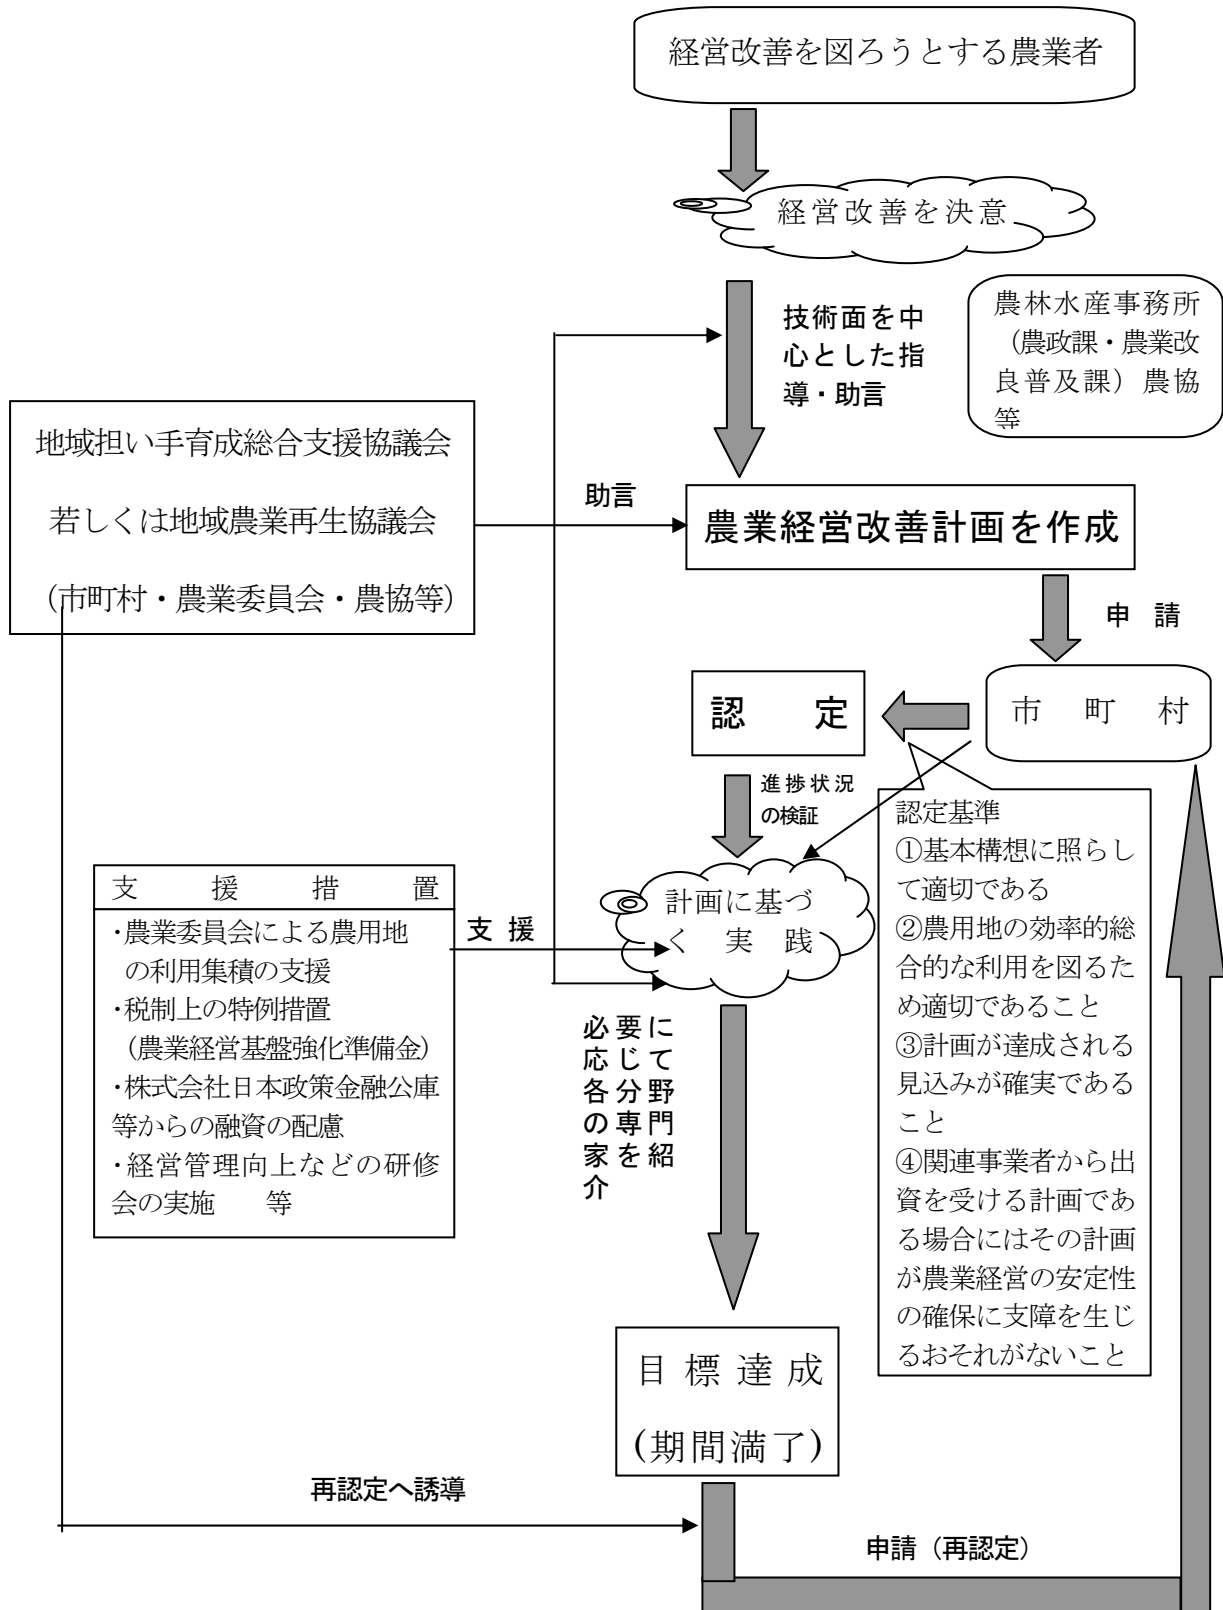 経営改善を図ろうとする農業者
経営改善を決意
技術面を中
心とした指
導・助言
農林水産事務所
（農政課・農業改
良普及課）農協
等
地域担い手育成総合支援協議会
若しくは地域農業再生協議会
（市町村・農業委員会・農協等）
助言
農業経営改善計画を作成
申　請
認　　定
市　町　村
進捗状況
の検証
認定基準
①基本構想に照らし
て適切である
②農用地の効率的総
合的な利用を図るた
め適切であること
③計画が達成される
見込みが確実である
こと
④関連事業者から出
資を受ける計画であ
る場合にはその計画
が農業経営の安定性
の確保に支障を生じ
るおそれがないこと
計画に基づ
く　実　践
支　援　措　置
・農業委員会による農用地
の利用集積の支援
・税制上の特例措置
（農業経営基盤強化準備金）
・株式会社日本政策金融公庫
等からの融資の配慮
・経営管理向上などの研修
会の実施　　等
支 援
必要に
応じて
各分野
の専門
家を紹
介
目 標 達 成
(期間満了)
再認定へ誘導
申請（再認定）